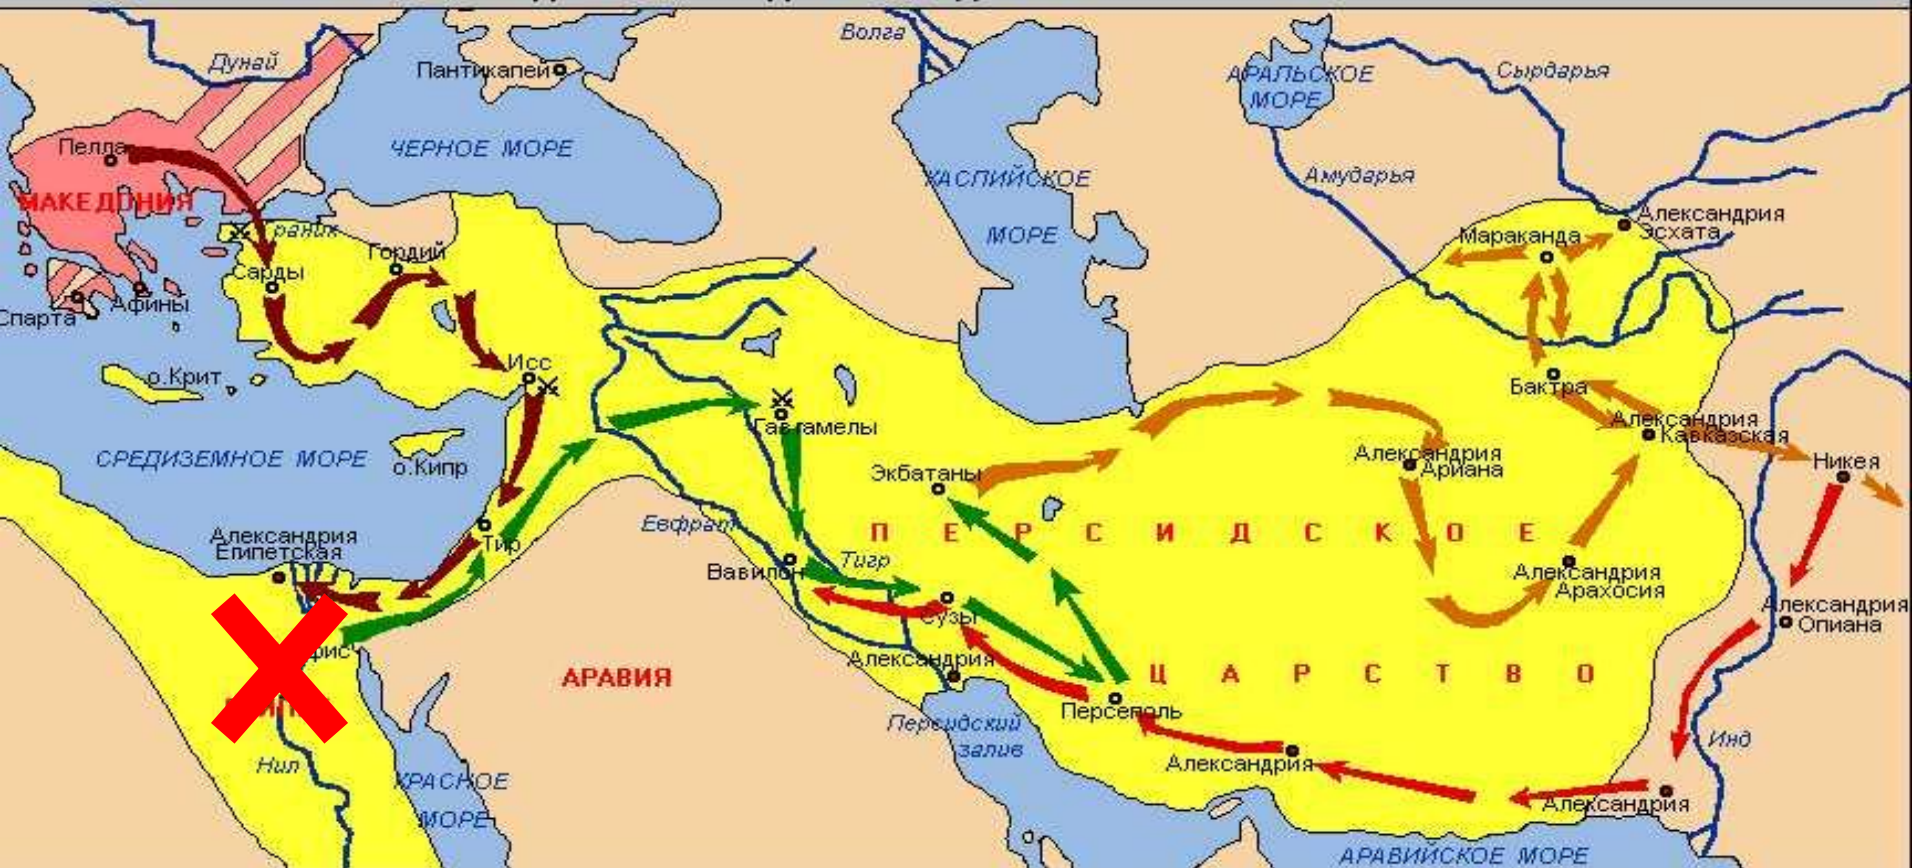 Дунай
Волга
Пантикапей
АРАЛЬСКОЕ
МОРЕ
Сырдарья
Пелла
ЧЕРНОЕ МОРЕ
КАСПИЙСКОЕ
МОРЕ
Амударья
МАКЕДОНИЯ
Александрия
Эсхата
Мараканда
Гордий
Сарды
Афины
Спарта
Исс
о.Крит
Бактра
Александрия
Кавказская
Гавгамелы
СРЕДИЗЕМНОЕ МОРЕ
о.Кипр
Экбатаны
Александрия
Ариана
Никея
Евфрат
ПЕРСИДСКОЕ
Александрия
Египетская
Тир
Вавилон
Тигр
Александрия
Арахосия
Александрия
Опиана
Сузы
Александрия
АРАВИЯ
ЦАРСТВО
Персеполь
Персидский
залив
Инд
Нил
Александрия
КРАСНОЕ
МОРЕ
Александрия
АРАВИЙСКОЕ МОРЕ